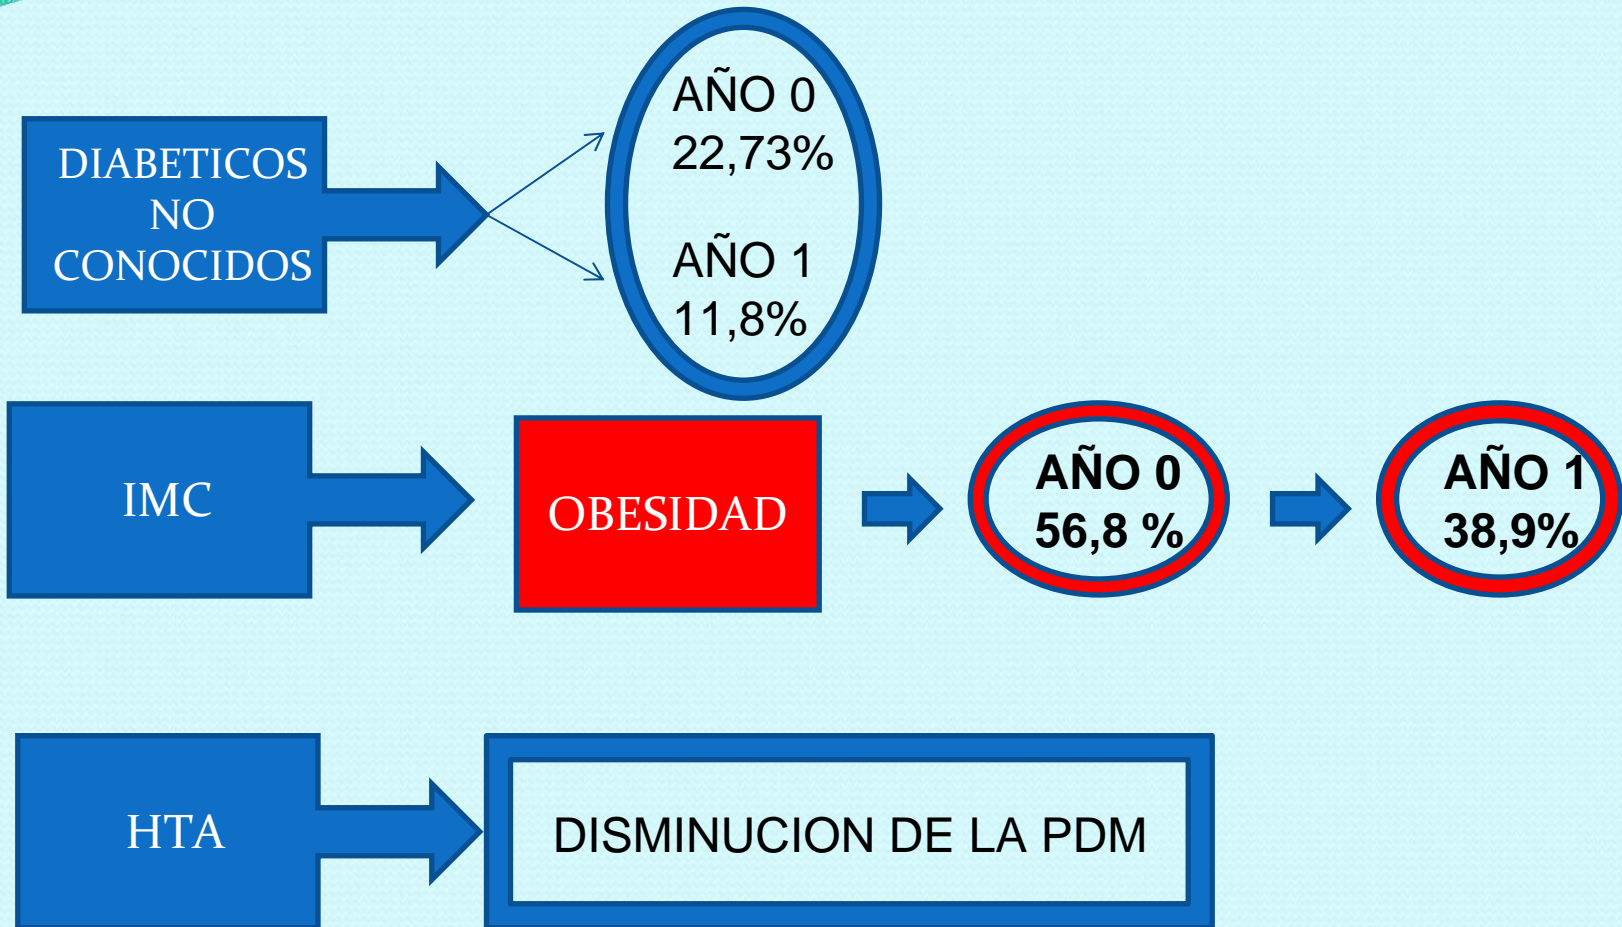 DIABETICOS
NO
CONOCIDOS
AÑO 0
22,73%
AÑO 1
11,8%
IMC
OBESIDAD
AÑO 0
56,8 %
AÑO 1
38,9%
HTA
DISMINUCION DE LA PDM